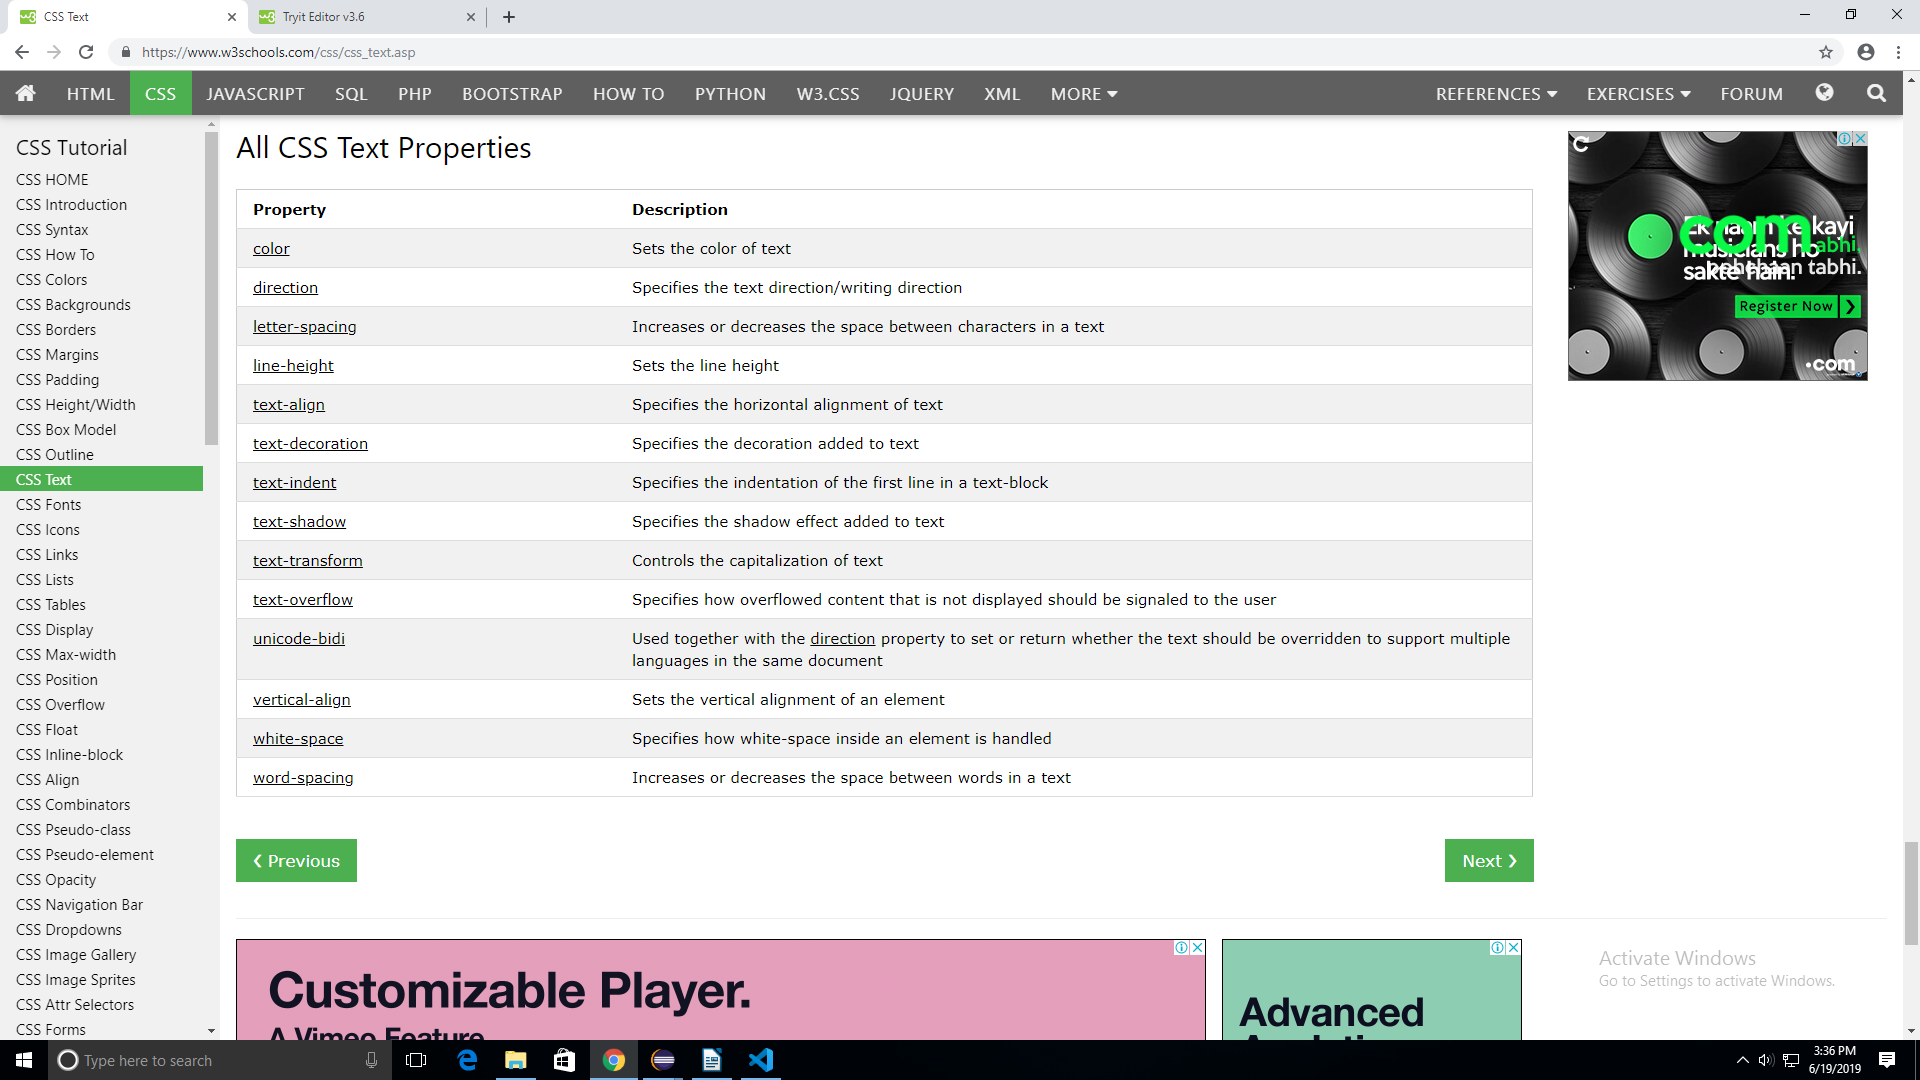 CSS Text
Tryit Editor v3.6
https://www.w3schools.com/css/css_text.asp
HTML
CSS
JAVASCRIPT
SQL
PHP
BOOTSTRAP
HOW TO
PYTHON
W3.CSS
JQUERY
XML
MORE
REFERENCES
EXERCISES
FORUM
CSS Tutorial
CSS HOME
CSS Introduction
CSS Syntax
CSS How To
CSS Colors
CSS Backgrounds
CSS Borders
CSS Margins
CSS Padding
CSS Height/Width
CSS Box Model
CSS Outline
CSS Text
CSS Fonts
CSS Icons
CSS Links
CSS Lists
CSS Tables
CSS Display
CSS Max-width
CSS Position
CSS Overflow
CSS Float
CSS Inline-block
CSS Align
CSS Combinators
CSS Pseudo-class
CSS Pseudo-element
CSS Opacity
CSS Navigation Bar
CSS Dropdowns
CSS Image Gallery
CSS Image Sprites
CSS Attr Selectors
CSS Forms
All CSS Text Properties
Property Description
color Sets the color of text
direction Specifies the text direction/writing direction
letter-spacing Increases or decreases the space between characters in a text
line-height Sets the line height
text-align Specifies the horizontal alignment of text
text-decoration Specifies the decoration added to text
text-indent Specifies the indentation of the first line in a text-block
text-shadow Specifies the shadow effect added to text
text-transform Controls the capitalization of text
text-overflow Specifies how overflowed content that is not displayed should be signaled to the user
unicode-bidi Used together with the direction property to set or return whether the text should be overridden to support multiple
languages in the same document
vertical-align Sets the vertical alignment of an element
white-space Specifies how white-space inside an element is handled
word-spacing Increases or decreases the space between words in a text
❮ Previous
Next ❯
com
Ek naam ke kayi
abhi,
musicians ho
sakte hain.
tabhi.
Register Now
.com
Customizable Player.
A Vimeo Feature
Advanced
Activate Windows
Go to Settings to activate Windows.
Type here to search
3:36 PM
6/19/2019